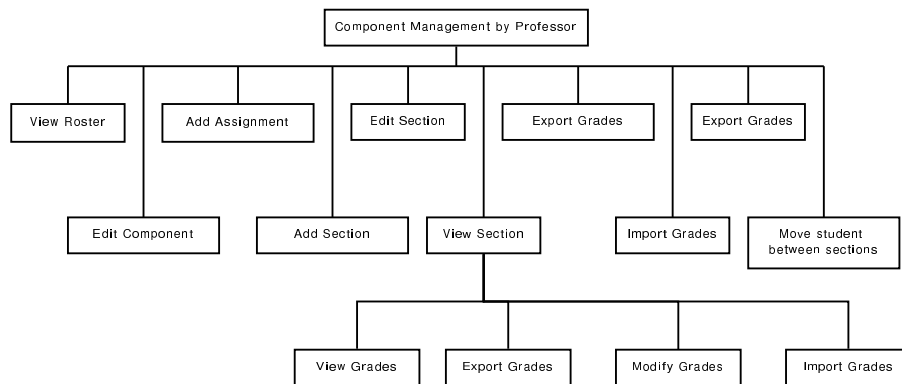 Component Management by Professor
View Roster
Add Assignment
Edit Section
Export Grades
Export Grades
Edit Component
Add Section
View Section
Import Grades
Move student
between sections
View Grades
Export Grades
Modify Grades
Import Grades